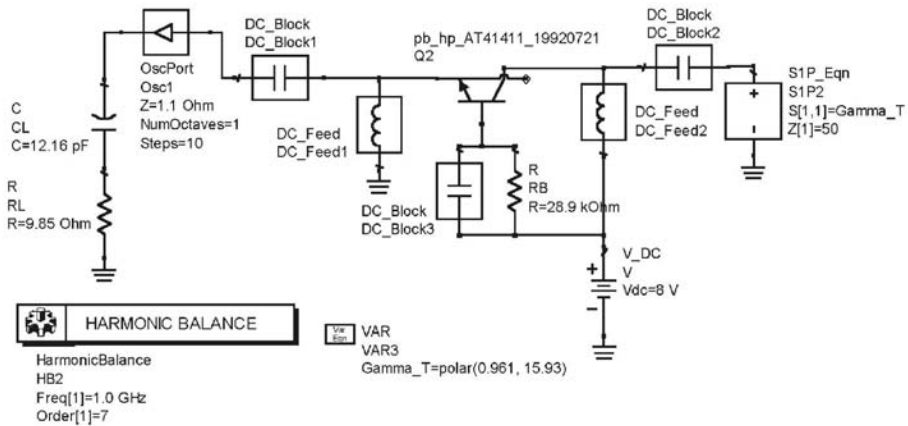 DC_Block
DC_Block1
OscPort
Osc1
Z=1.1 Ohm
NumOctaves=1
Steps=10
C
CL
C=12.16 pF
R
RL
R=9.85 Ohm
DC_Feed
DC_Feed1
pb_hp_AT41411_19920721
Q2
DC_Block
DC_Block2
S1P_Eqn
S1P2
S[1,1]=Gamma_T
Z[1]=50
+
-
DC_Feed
DC_Feed2
R
RB
R=28.9 kOhm
DC_Block
DC_Block3
V_DC
V
Vdc=8 V
+
-
HARMONIC BALANCE
HarmonicBalance
HB2
Freq[1]=1.0 GHz
Order[1]=7
Var
Eqn
VAR
VAR3
Gamma_T=polar(0.961, 15.93)